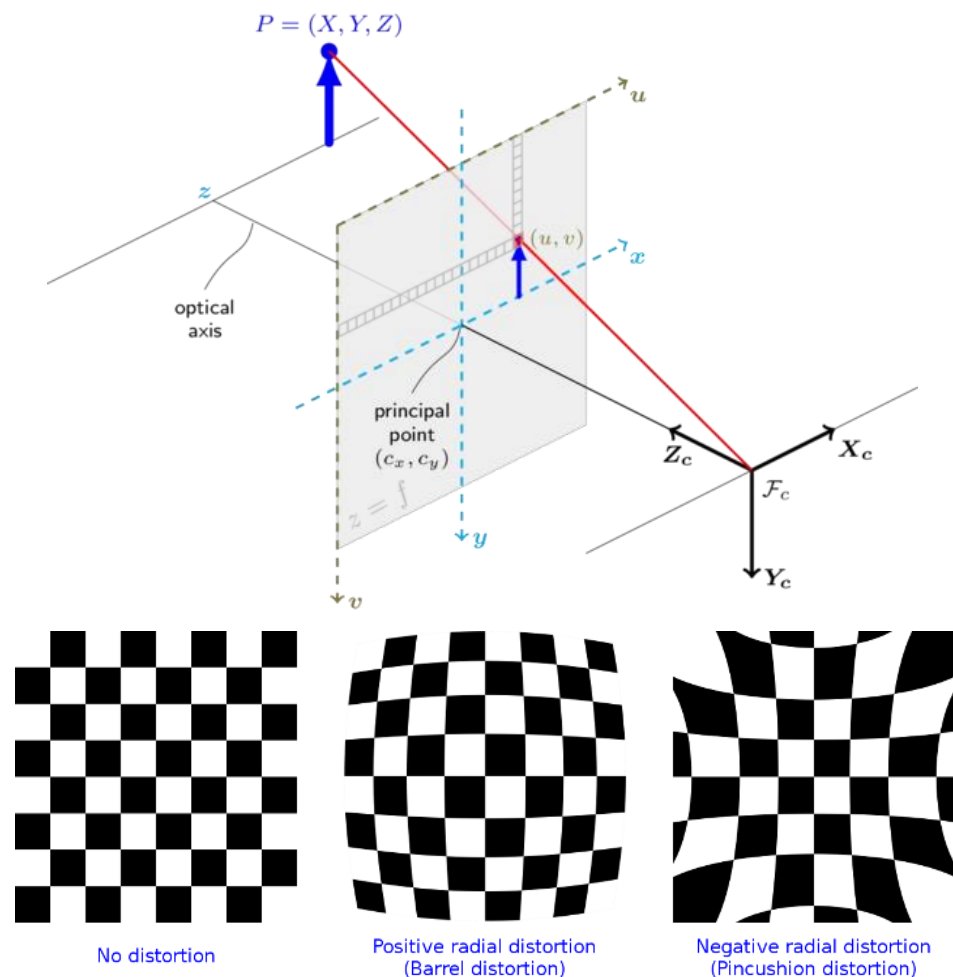 P = (X, Y, Z)
u
z
(u, v)
x
optical
axis
principal
point
(c_x, c_y)
Z_c
X_c
F_c
z = f
y
Y_c
v
No distortion
Positive radial distortion
(Barrel distortion)
Negative radial distortion
(Pincushion distortion)